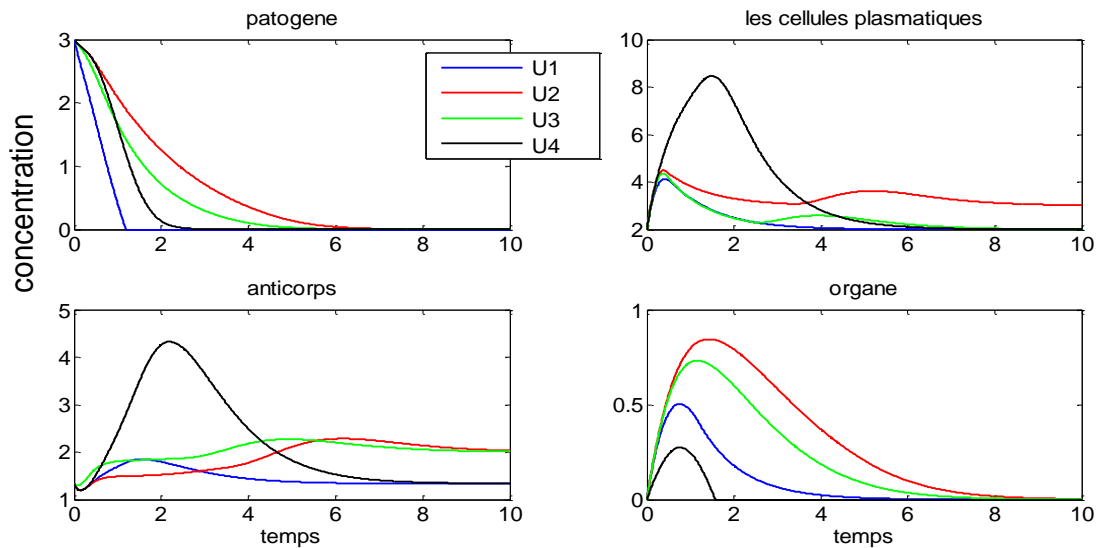 patogene
les cellules plasmatiques
3
2
1
0
0 2 4 6 8 10
U1
U2
U3
U4
10
8
6
4
2
0 2 4 6 8 10
concentration
anticorps
organe
5
4
3
2
1
0 2 4 6 8 10
temps
1
0.5
0
0 2 4 6 8 10
temps